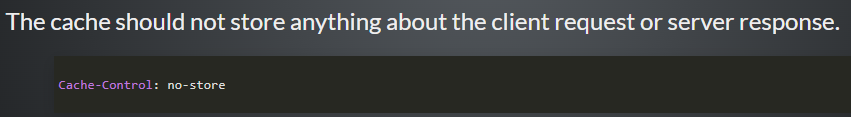 The cache should not store anything about the client request or server response.
Cache-Control: no-store